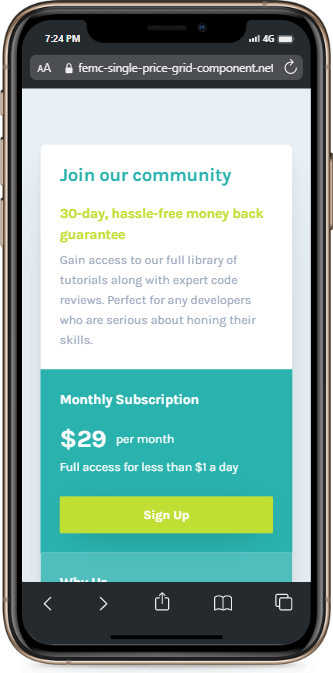 7:24 PM
4G
AA
femc-single-price-grid-component.net
Join our community
30-day, hassle-free money back
guarantee
Gain access to our full library of
tutorials along with expert code
reviews. Perfect for any developers
who are serious about honing their
skills.
Monthly Subscription
$29 per month
Full access for less than $1 a day
Sign Up
Why Us